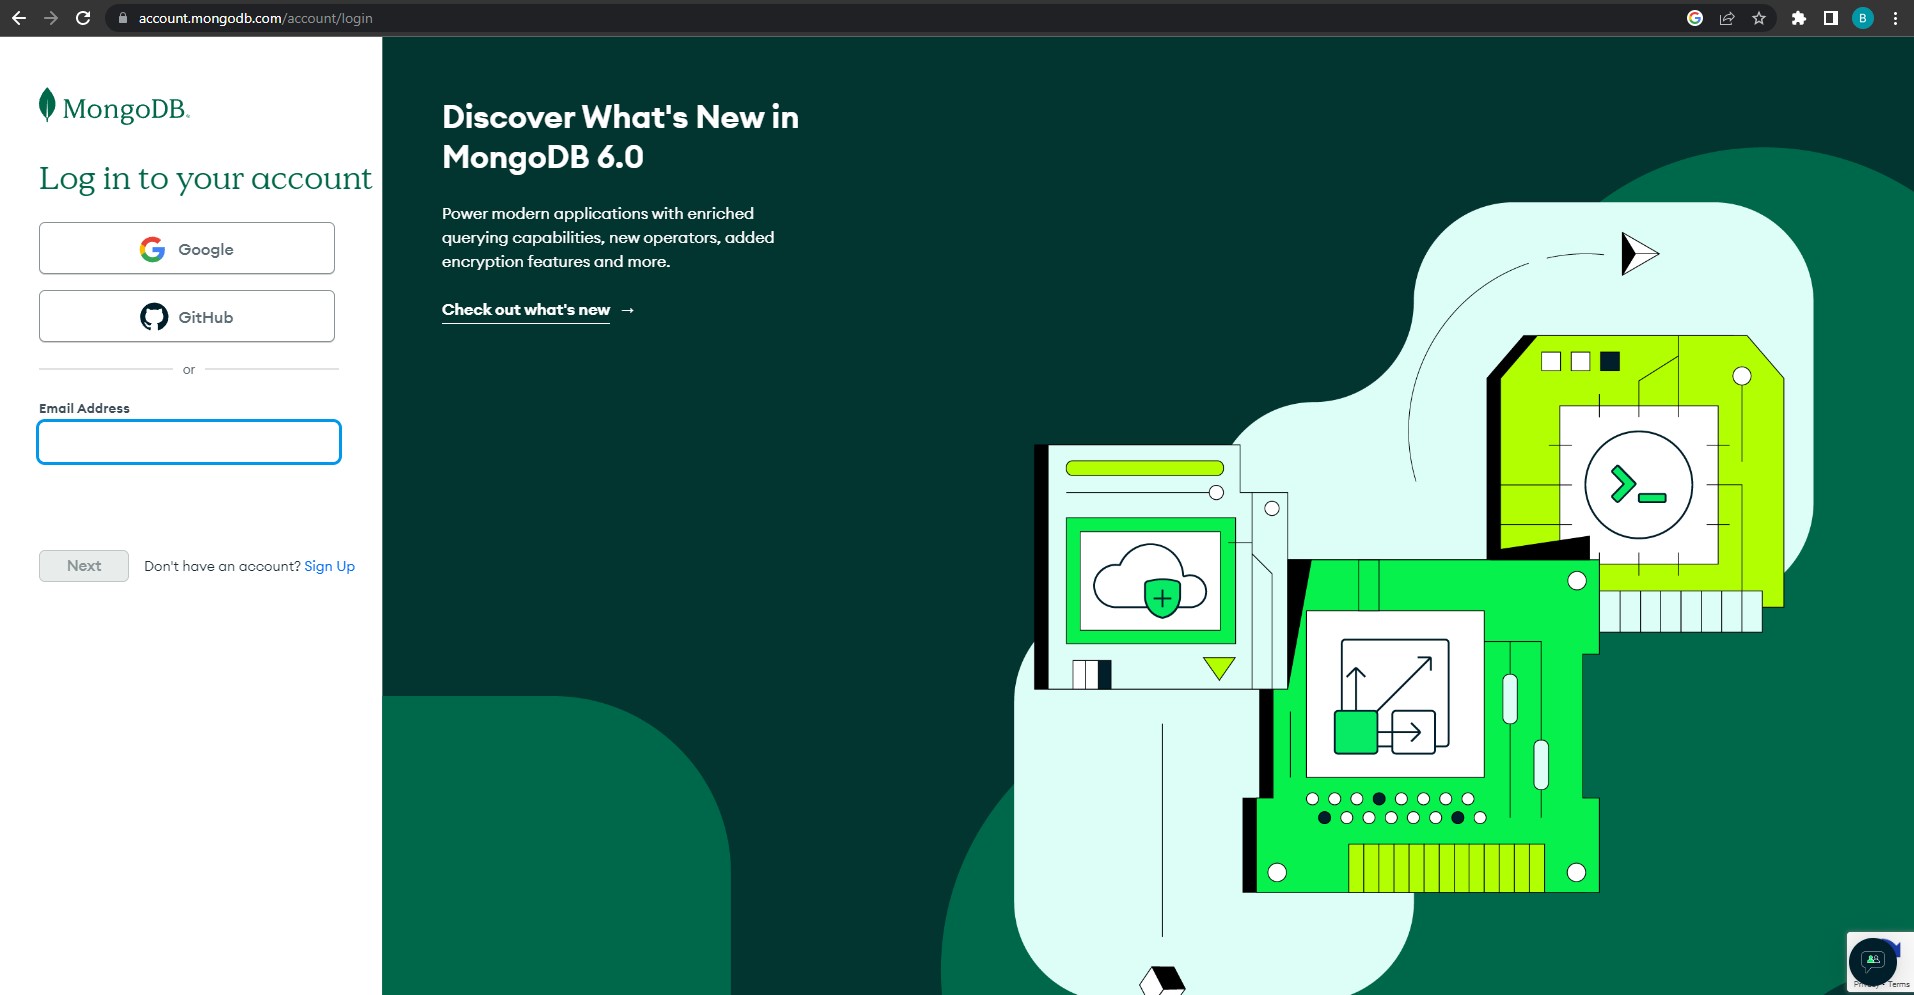 account.mongodb.com/account/login
B
MongoDB.
Log in to your account
Google
GitHub
or
Email Address
Next
Don't have an account? Sign Up
Discover What's New in
MongoDB 6.0
Power modern applications with enriched
querying capabilities, new operators, added
encryption features and more.
Check out what's new →
Terms